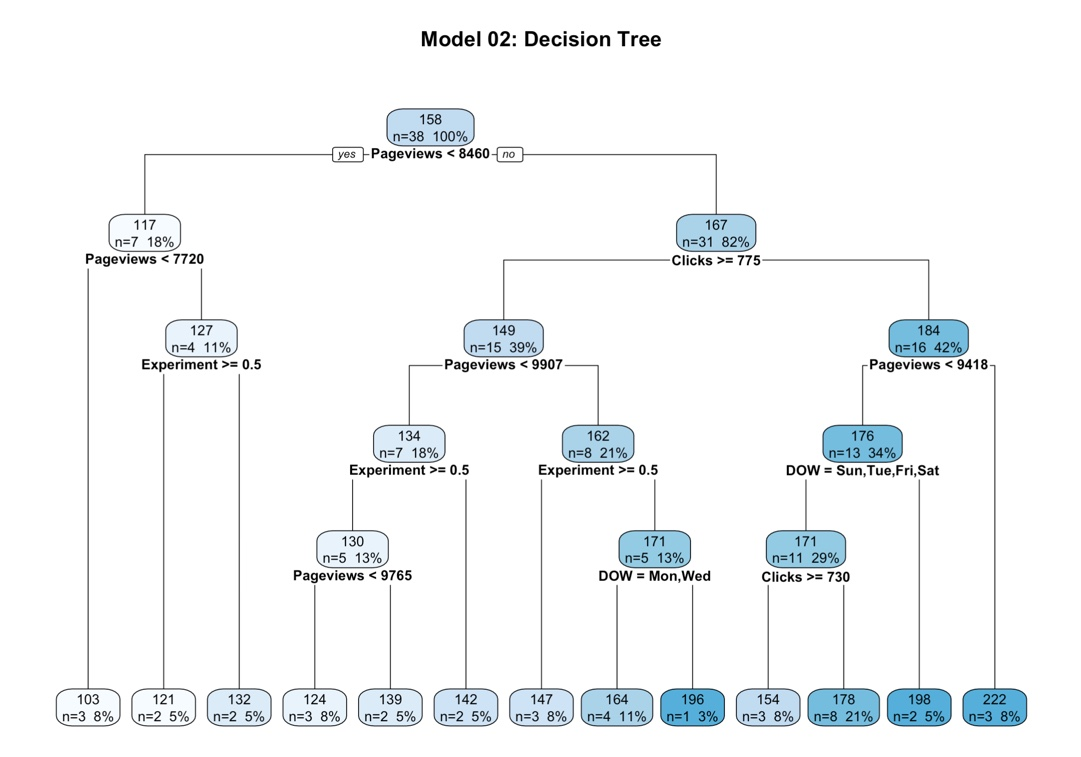 Model 02: Decision Tree
158
n=38 100%
yes Pageviews < 8460 no
117
n=7 18%
Pageviews < 7720
167
n=31 82%
Clicks >= 775
127
n=4 11%
Experiment >= 0.5
149
n=15 39%
Pageviews < 9907
184
n=16 42%
Pageviews < 9418
134
n=7 18%
Experiment >= 0.5
162
n=8 21%
Experiment >= 0.5
176
n=13 34%
DOW = Sun,Tue,Fri,Sat
130
n=5 13%
Pageviews < 9765
171
n=5 13%
DOW = Mon,Wed
171
n=11 29%
Clicks >= 730
103
n=3 8%
121
n=2 5%
132
n=2 5%
124
n=3 8%
139
n=2 5%
142
n=2 5%
147
n=3 8%
164
n=4 11%
196
n=1 3%
154
n=3 8%
178
n=8 21%
198
n=2 5%
222
n=3 8%